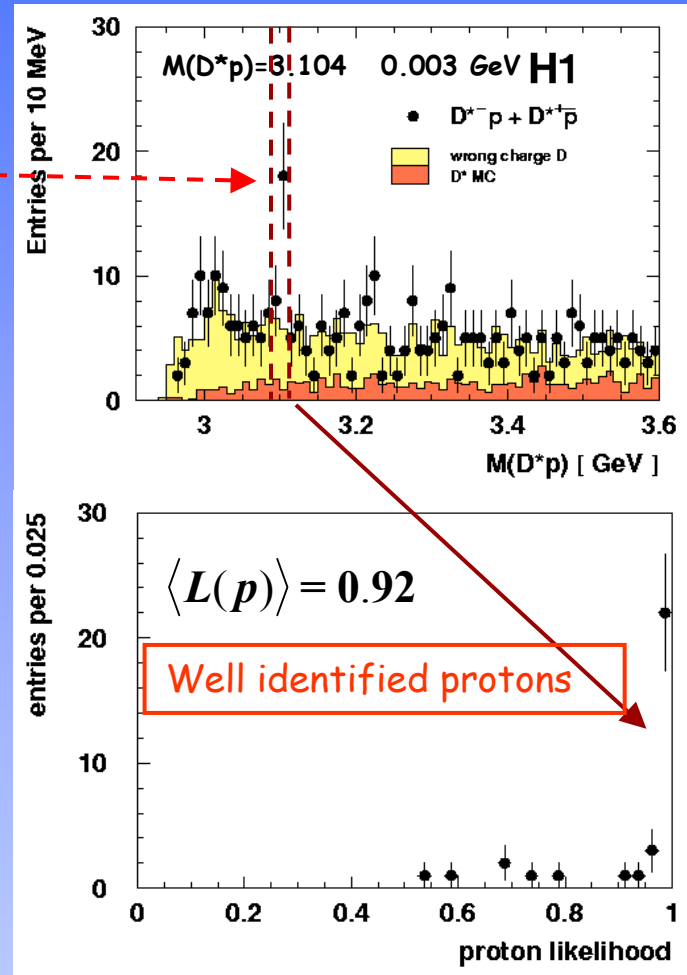 30
M(D*p)=3.104 0.003 GeV H1
D*⁻p + D*⁺p̄
wrong charge D
D* MC
20
10
0
Entries per 10 MeV
3 3.2 3.4 3.6
M(D*p) [ GeV ]
30
⟨L(p)⟩ = 0.92
20
Well identified protons
10
0
entries per 0.025
0 0.2 0.4 0.6 0.8 1
proton likelihood